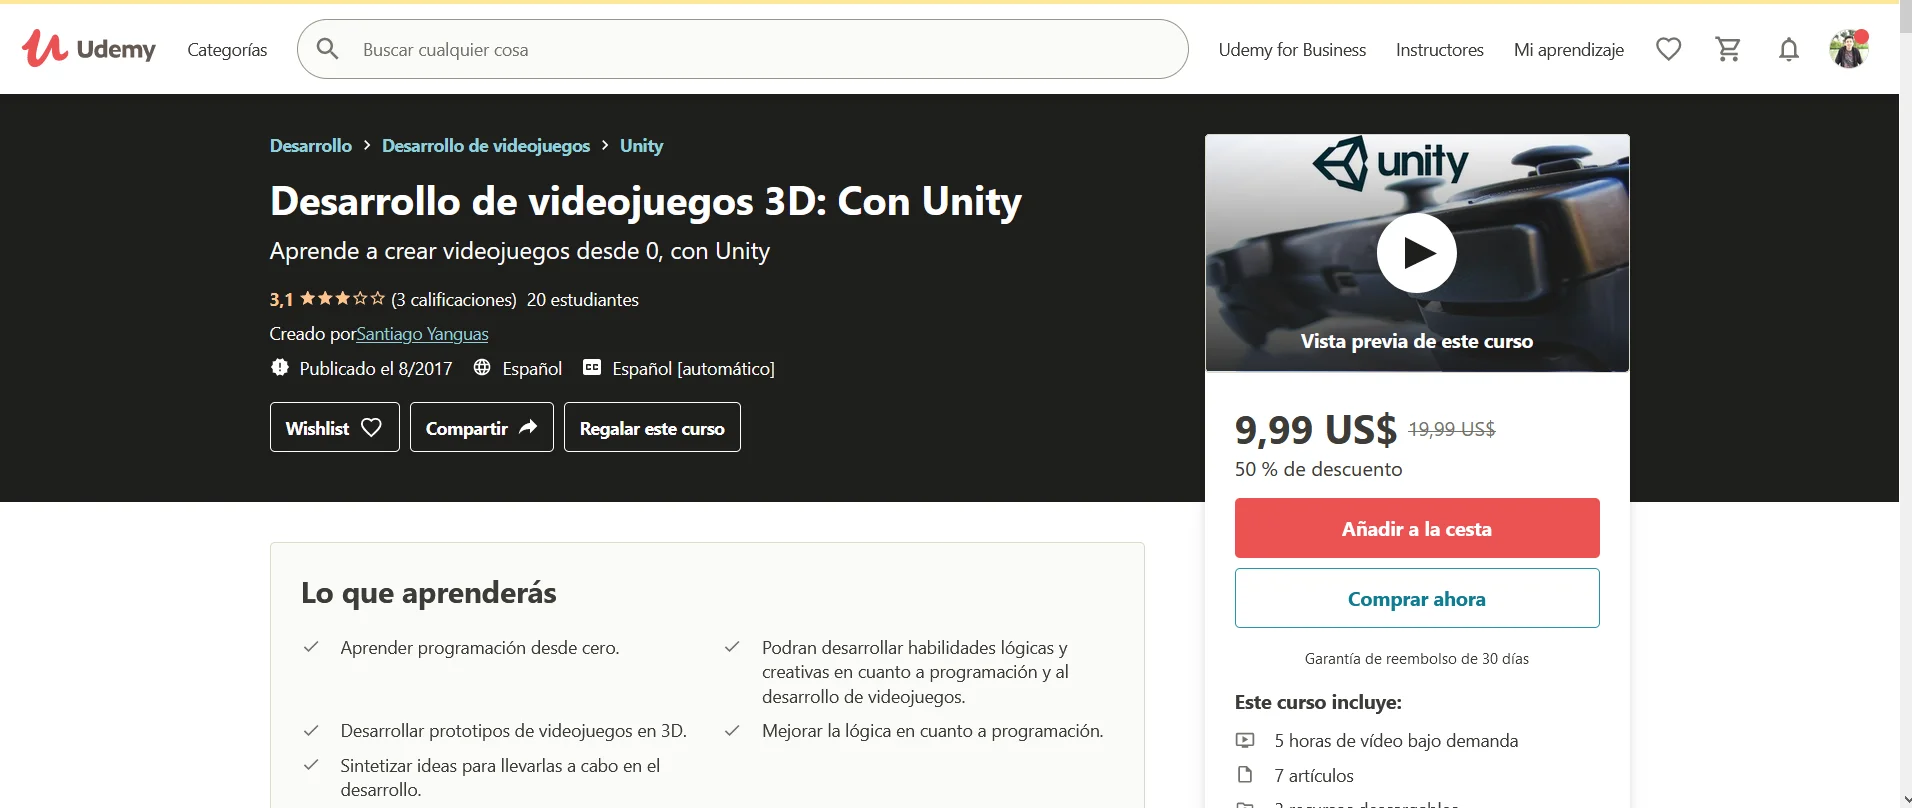 Udemy
Categorías
Buscar cualquier cosa
Udemy for Business
Instructores
Mi aprendizaje
Desarrollo > Desarrollo de videojuegos > Unity
Desarrollo de videojuegos 3D: Con Unity
Aprende a crear videojuegos desde 0, con Unity
3,1 (3 calificaciones) 20 estudiantes
Creado porSantiago Yanguas
Publicado el 8/2017 Español CC Español [automático]
Wishlist
Compartir
Regalar este curso
unity
Vista previa de este curso
9,99 US$ 19,99 US$
50 % de descuento
Añadir a la cesta
Comprar ahora
Garantía de reembolso de 30 días
Este curso incluye:
5 horas de vídeo bajo demanda
7 artículos
Lo que aprenderás
Aprender programación desde cero.
Podran desarrollar habilidades lógicas y
creativas en cuanto a programación y al
desarrollo de videojuegos.
Desarrollar prototipos de videojuegos en 3D.
Mejorar la lógica en cuanto a programación.
Sintetizar ideas para llevarlas a cabo en el
desarrollo.